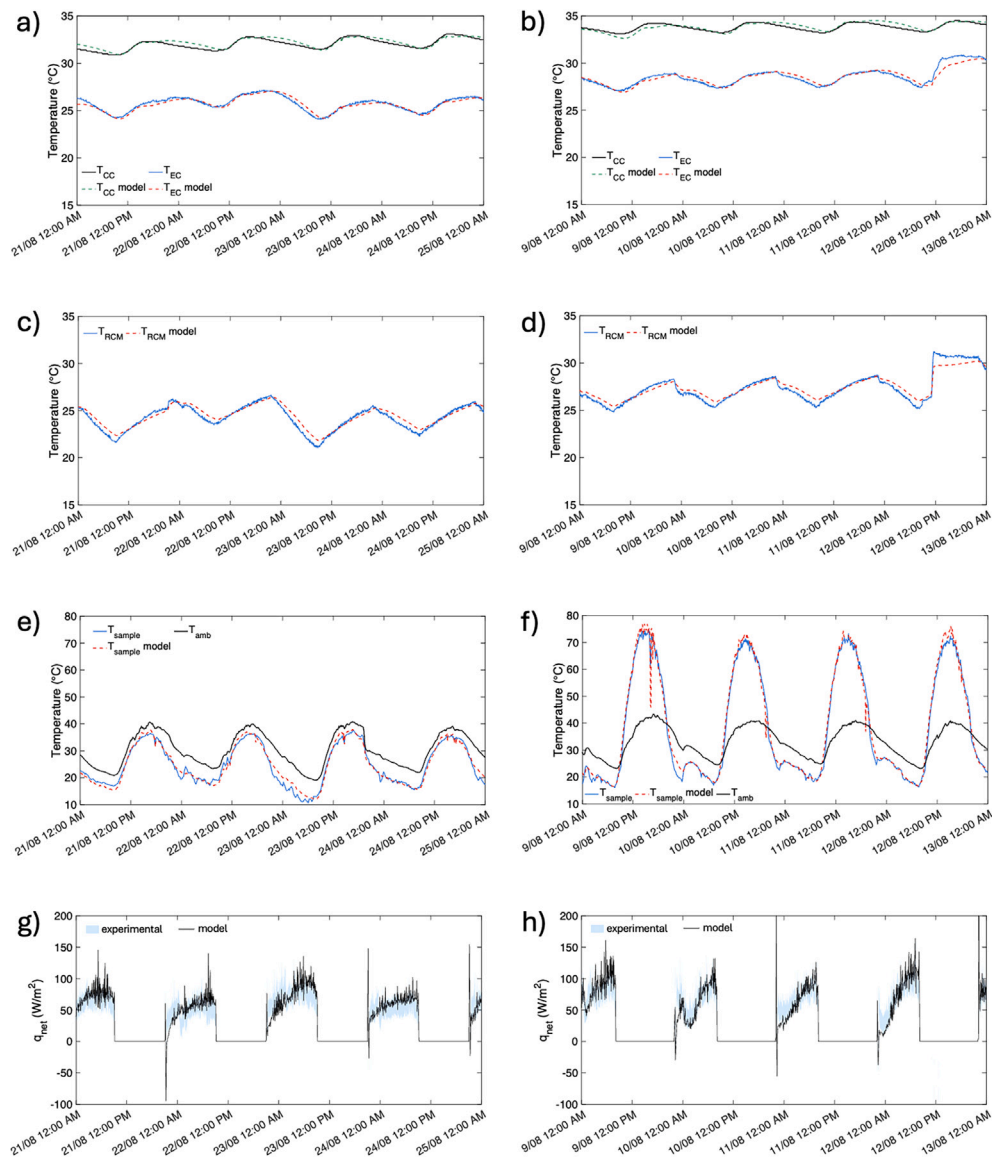 a)
35
30
25
20
15
Temperature (°C)
T_CC T_EC
T_CC model T_EC model
21/08 12:00 AM
21/08 12:00 PM
22/08 12:00 AM
22/08 12:00 PM
23/08 12:00 AM
23/08 12:00 PM
24/08 12:00 AM
24/08 12:00 PM
25/08 12:00 AM
b)
35
30
25
20
15
Temperature (°C)
T_CC T_EC
T_CC model T_EC model
9/08 12:00 AM
9/08 12:00 PM
10/08 12:00 AM
10/08 12:00 PM
11/08 12:00 AM
11/08 12:00 PM
12/08 12:00 AM
12/08 12:00 PM
13/08 12:00 AM
c)
35
30
25
20
15
Temperature (°C)
T_RCM T_RCM model
21/08 12:00 AM
21/08 12:00 PM
22/08 12:00 AM
22/08 12:00 PM
23/08 12:00 AM
23/08 12:00 PM
24/08 12:00 AM
24/08 12:00 PM
25/08 12:00 AM
d)
35
30
25
20
15
Temperature (°C)
T_RCM T_RCM model
9/08 12:00 AM
9/08 12:00 PM
10/08 12:00 AM
10/08 12:00 PM
11/08 12:00 AM
11/08 12:00 PM
12/08 12:00 AM
12/08 12:00 PM
13/08 12:00 AM
e)
80
70
60
50
40
30
20
10
Temperature (°C)
T_sample T_amb
T_sample model
21/08 12:00 AM
21/08 12:00 PM
22/08 12:00 AM
22/08 12:00 PM
23/08 12:00 AM
23/08 12:00 PM
24/08 12:00 AM
24/08 12:00 PM
25/08 12:00 AM
f)
80
70
60
50
40
30
20
10
Temperature (°C)
T_sample T_sample model T_amb
9/08 12:00 AM
9/08 12:00 PM
10/08 12:00 AM
10/08 12:00 PM
11/08 12:00 AM
11/08 12:00 PM
12/08 12:00 AM
12/08 12:00 PM
13/08 12:00 AM
g)
200
150
100
50
0
-50
-100
q_net (W/m²)
experimental model
21/08 12:00 AM
21/08 12:00 PM
22/08 12:00 AM
22/08 12:00 PM
23/08 12:00 AM
23/08 12:00 PM
24/08 12:00 AM
24/08 12:00 PM
25/08 12:00 AM
h)
200
150
100
50
0
-50
-100
q_net (W/m²)
experimental model
9/08 12:00 AM
9/08 12:00 PM
10/08 12:00 AM
10/08 12:00 PM
11/08 12:00 AM
11/08 12:00 PM
12/08 12:00 AM
12/08 12:00 PM
13/08 12:00 AM